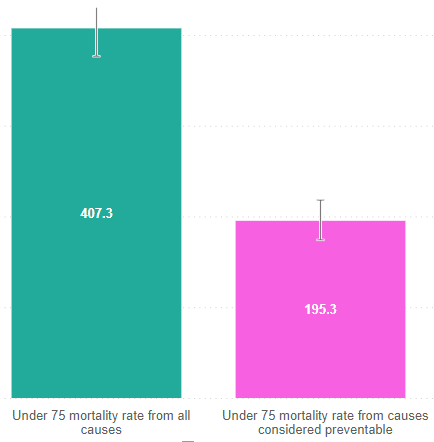 407.3
195.3
Under 75 mortality rate from all
causes
Under 75 mortality rate from causes
considered preventable